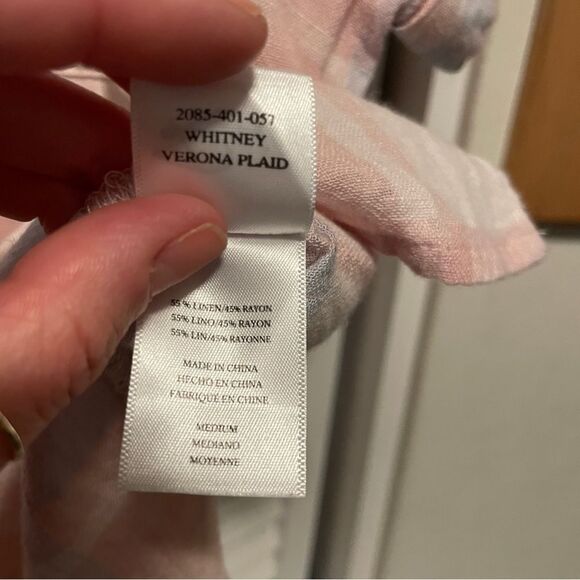 2085-401-057
WHITNEY
VERONA PLAID
55% LINEN/45% RAYON
55% LINO/45% RAYON
55% LIN/45% RAYONNE
MADE IN CHINA
HECHO EN CHINA
FABRIQUE EN CHINE
MEDIUM
MEDIANO
MOYENNE